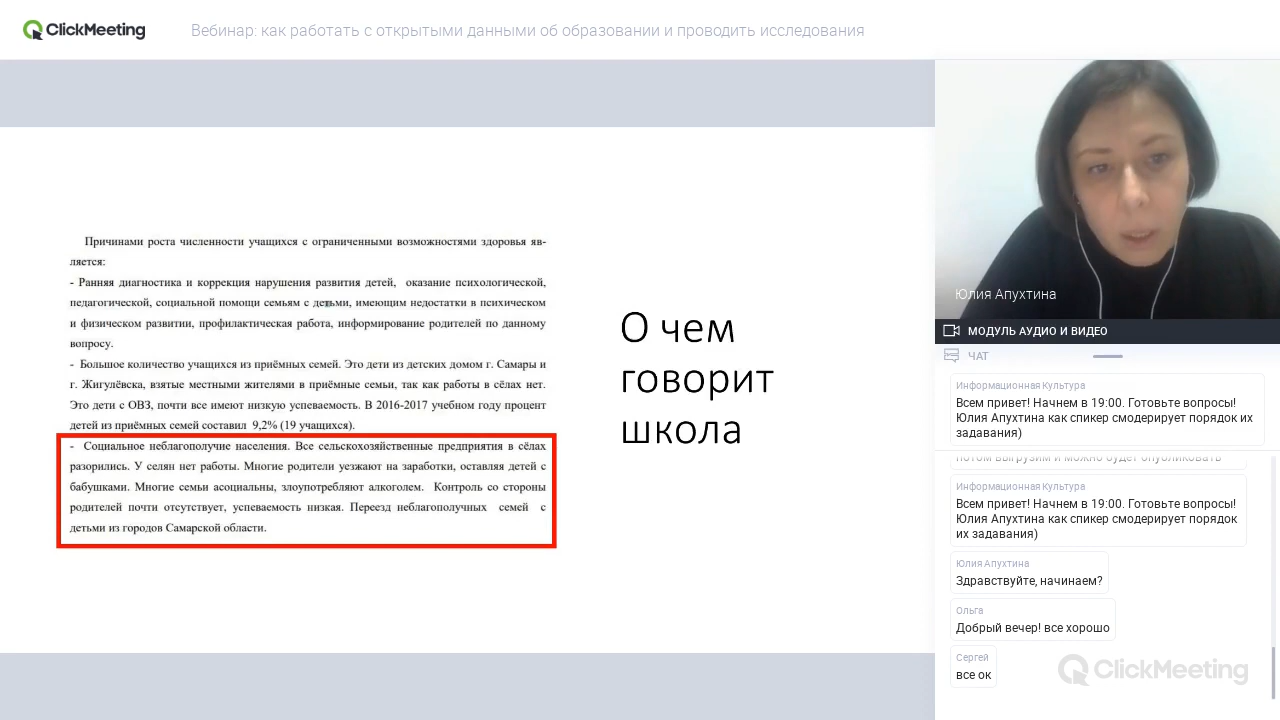 ClickMeeting
Вебинар: как работать с открытыми данными об образовании и проводить исследования
Причинами роста численности учащихся с ограниченными возможностями здоровья яв-
ляется:
- Ранняя диагностика и коррекция нарушения развития детей, оказание психологической,
педагогической, социальной помощи семьям с детьми, имеющим недостатки в психическом
и физическом развитии, профилактическая работа, информирование родителей по данному
вопросу.
- Большое количество учащихся из приёмных семей. Это дети из детских домом г. Самары и
г. Жигулёвска, взятые местными жителями в приёмные семьи, так как работы в сёлах нет.
Это дети с ОВЗ, почти все имеют низкую успеваемость. В 2016-2017 учебном году процент
детей из приёмных семей составил 9,2% (19 учащихся).
- Социальное неблагополучие населения. Все сельскохозяйственные предприятия в сёлах
разорились. У селян нет работы. Многие родители уезжают на заработки, оставляя детей с
бабушками. Многие семьи асоциальны, злоупотребляют алкоголем. Контроль со стороны
родителей почти отсутствует, успеваемость низкая. Переезд неблагополучных семей с
детьми из городов Самарской области.
О чем
говорит
школа
Юлия Апухтина
МОДУЛЬ АУДИО И ВИДЕО
ЧАТ
Информационная Культура
Всем привет! Начнем в 19:00. Готовьте вопросы!
Юлия Апухтина как спикер смодерирует порядок их
задавания)
потом выгрузим и можно будет опубликовать
Информационная Культура
Всем привет! Начнем в 19:00. Готовьте вопросы!
Юлия Апухтина как спикер смодерирует порядок
их задавания)
Юлия Апухтина
Здравствуйте, начинаем?
Ольга
Добрый вечер! все хорошо
Сергей
все ок
ClickMeeting